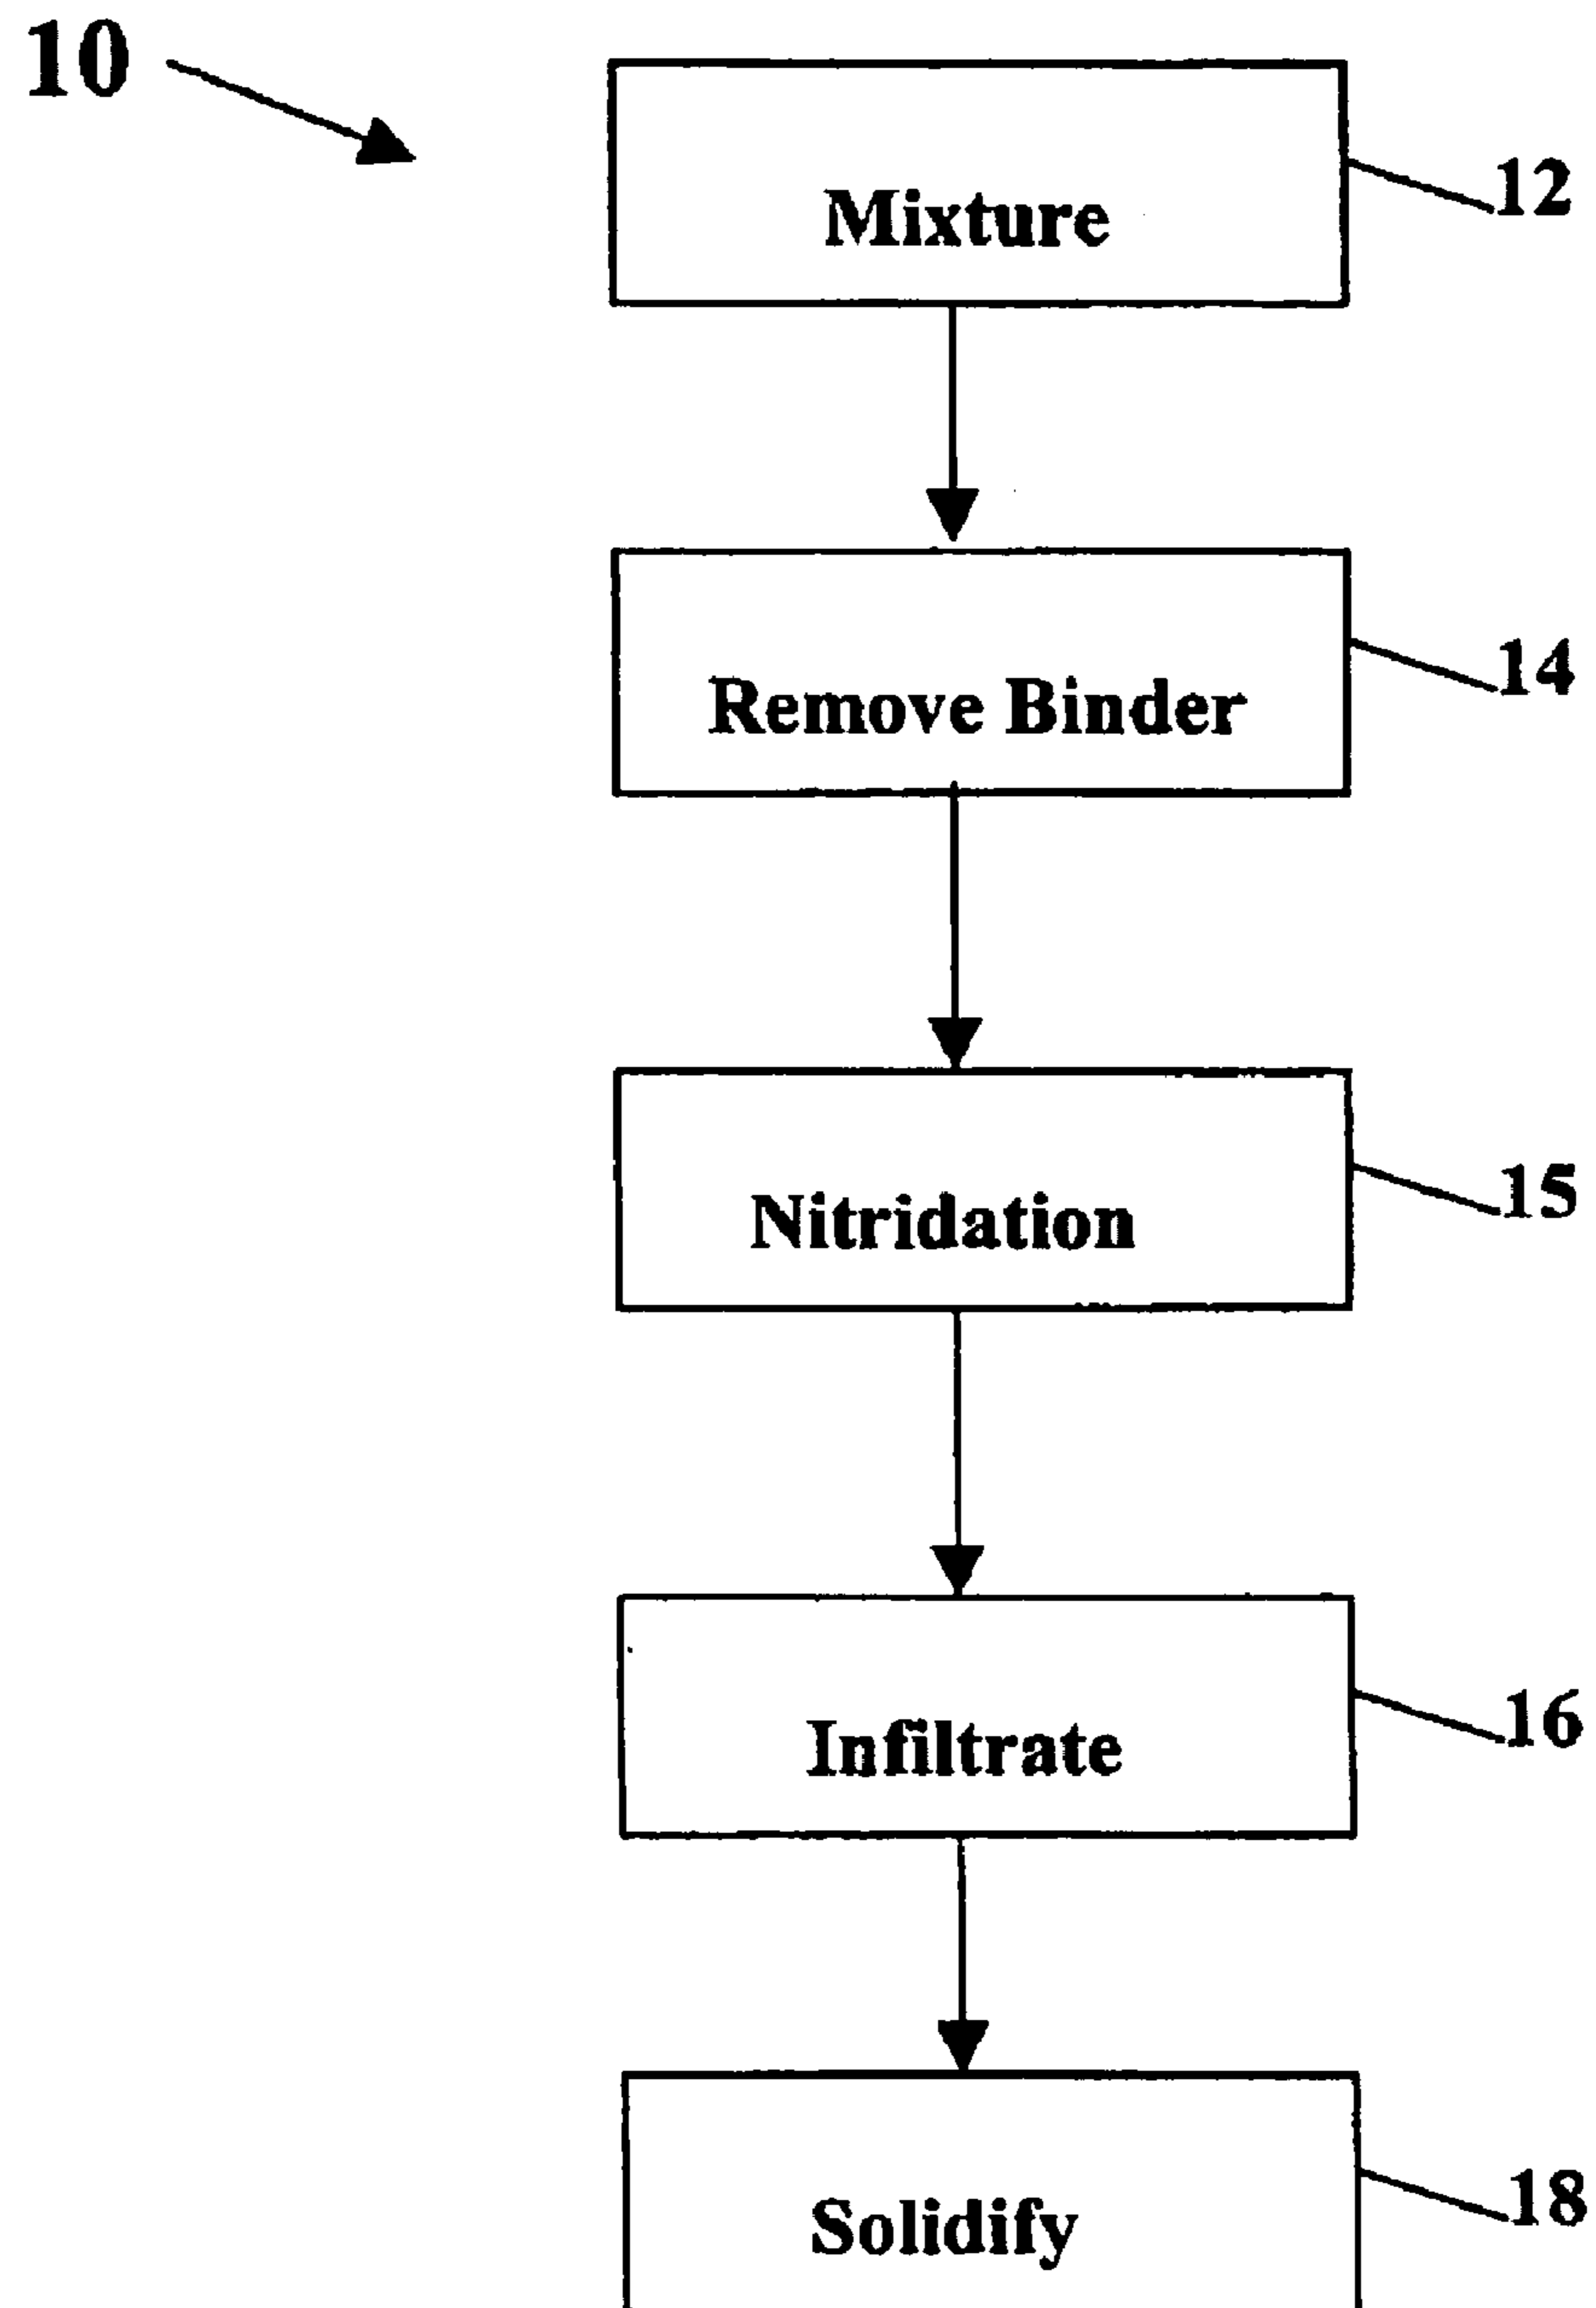 10
Mixture
12
Remove Binder
14
Nitridation
15
Infiltrate
16
Solidify
18